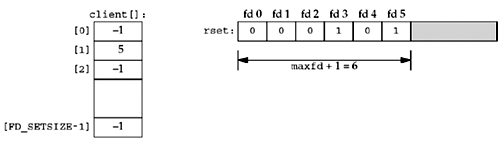 client[]:
[0] -1
[1] 5
[2] -1
[FD_SETSIZE-1] -1
fd 0 fd 1 fd 2 fd 3 fd 4 fd 5
rset: 0 0 0 1 0 1
maxfd + 1 = 6